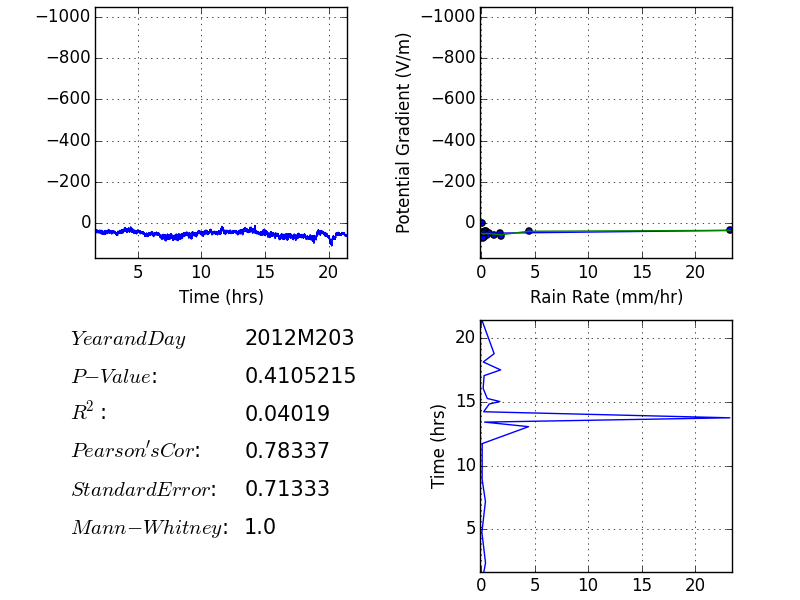 −1000
−800
−600
−400
−200
0
5 10 15 20
Time (hrs)
Potential Gradient (V/m)
−1000
−800
−600
−400
−200
0
0 5 10 15 20
Rain Rate (mm/hr)
YearandDay 2012M203
P−Value: 0.4105215
R²: 0.04019
Pearson'sCor: 0.78337
StandardError: 0.71333
Mann−Whitney: 1.0
Time (hrs)
20
15
10
5
0 5 10 15 20